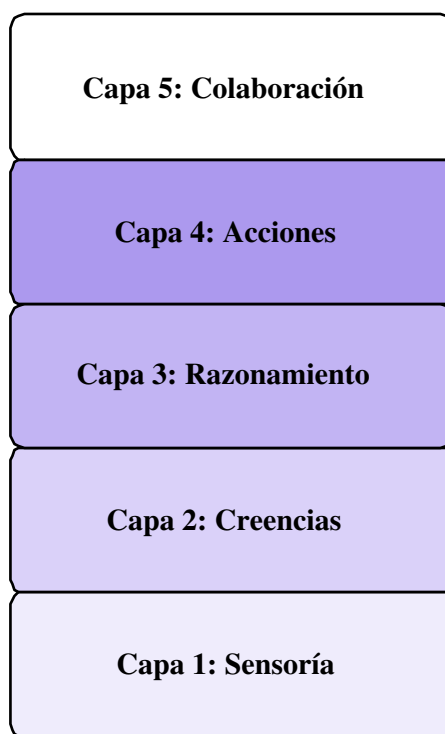 Capa 5: Colaboración
Capa 4: Acciones
Capa 3: Razonamiento
Capa 2: Creencias
Capa 1: Sensoría